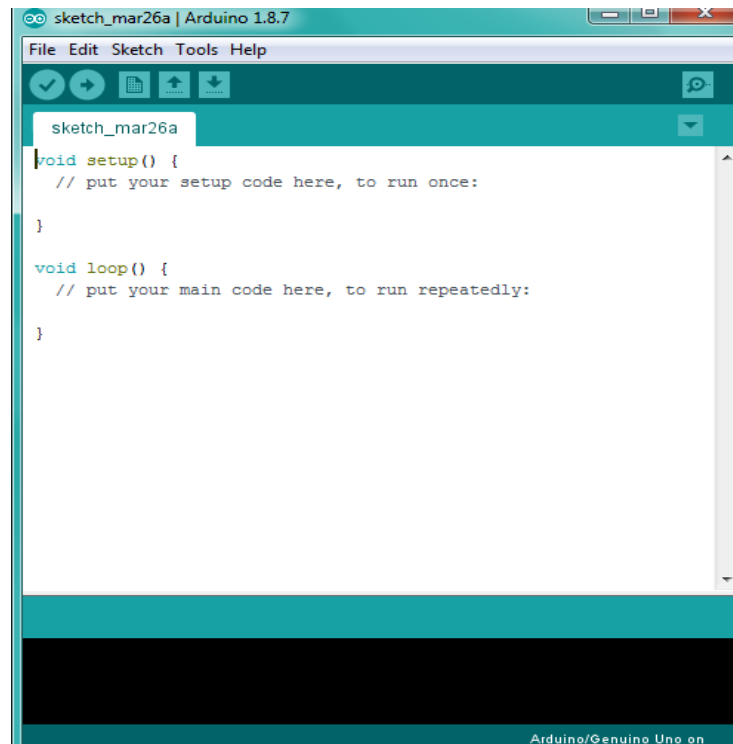 sketch_mar26a | Arduino 1.8.7
File Edit Sketch Tools Help
sketch_mar26a
void setup() {
  // put your setup code here, to run once:
}
void loop() {
  // put your main code here, to run repeatedly:
}
Arduino/Genuino Uno on